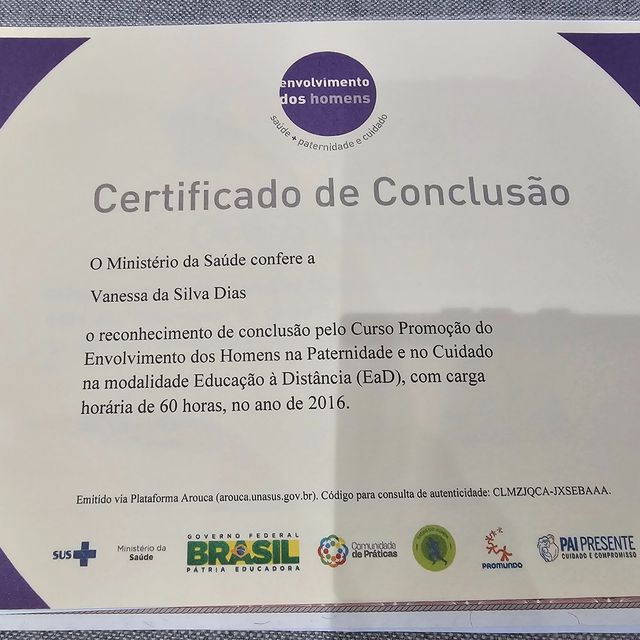 envolvimento
dos homens
saúde + paternidade e cuidado
Certificado de Conclusão
O Ministério da Saúde confere a
Vanessa da Silva Dias
o reconhecimento de conclusão pelo Curso Promoção do
Envolvimento dos Homens na Paternidade e no Cuidado
na modalidade Educação à Distância (EaD), com carga
horária de 60 horas, no ano de 2016.
Emitido via Plataforma Arouca (arouca.unasus.gov.br). Código para consulta de autenticidade: CLMZJQCA-JXSEBAAA.
SUS
Ministério da
Saúde
GOVERNO FEDERAL
BRASIL
PÁTRIA EDUCADORA
Comunidade
de Práticas
PROMUNDO
PAI PRESENTE
CUIDADO E COMPROMISSO